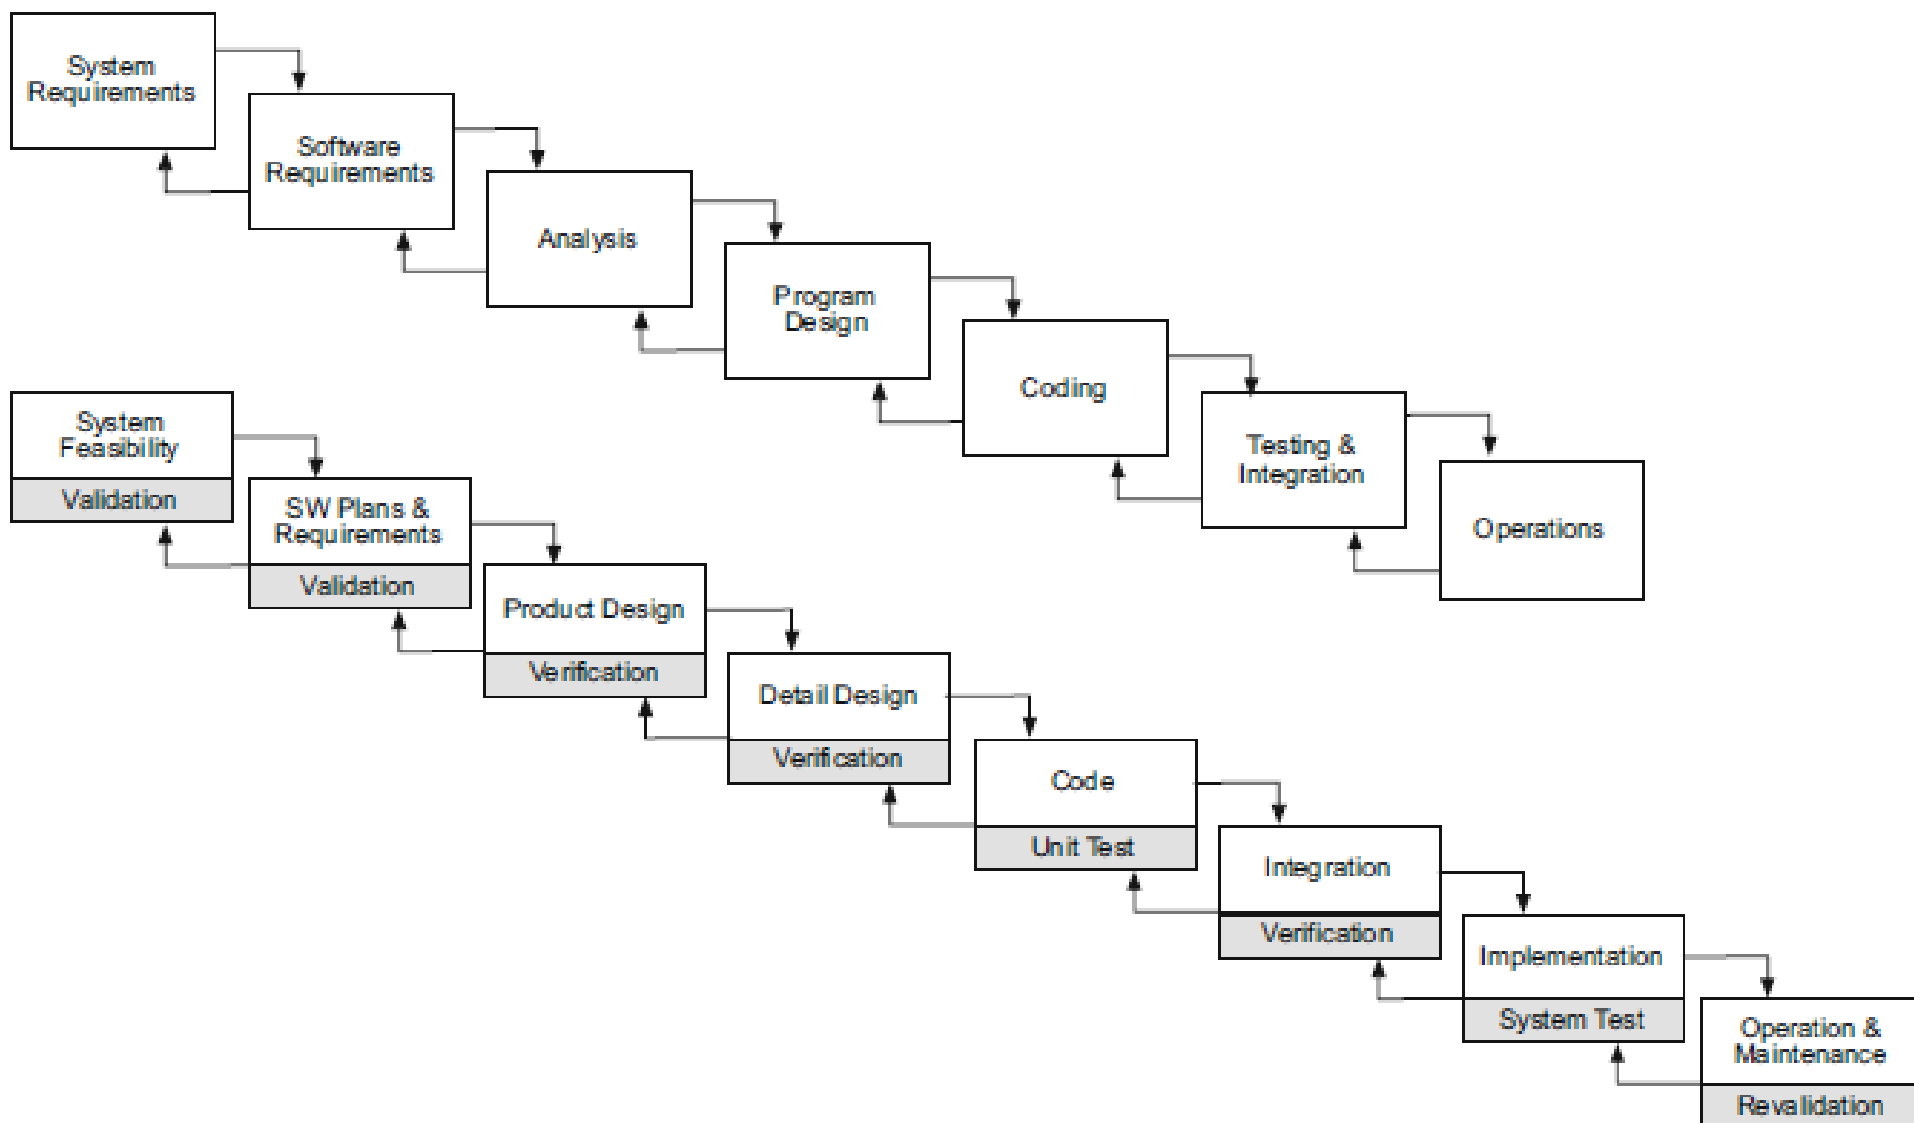 System
Requirements
Software
Requirements
Analysis
Program
Design
Coding
Testing &
Integration
Operations
System
Feasibility
Validation
SW Plans &
Requirements
Validation
Product Design
Verification
Detail Design
Verification
Code
Unit Test
Integration
Verification
Implementation
System Test
Operation &
Maintenance
Revalidation